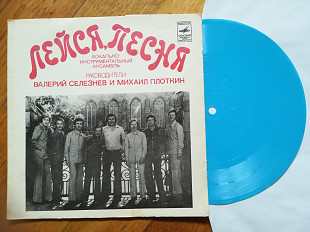 ЛЕЙСЯ, ПЕСНЯ
ВОКАЛЬНО-
ИНСТРУМЕНТАЛЬНЫЙ
АНСАМБЛЬ
РУКОВОДИТЕЛИ
ВАЛЕРИЙ СЕЛЕЗНЕВ И МИХАИЛ ПЛОТКИН